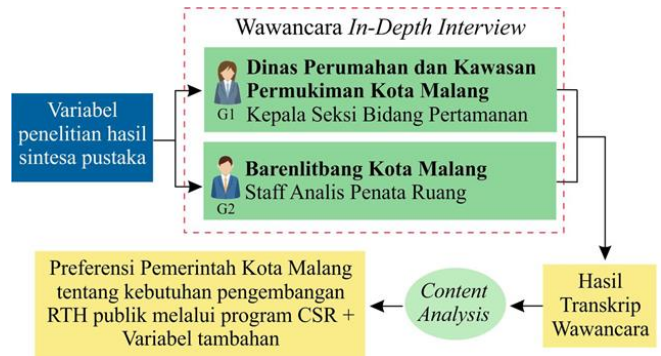 Wawancara In-Depth Interview
Variabel
penelitian hasil
sintesa pustaka
Dinas Perumahan dan Kawasan
Permukiman Kota Malang
Kepala Seksi Bidang Pertamanan
G1
Barenlitbang Kota Malang
Staff Analis Penata Ruang
G2
Hasil
Transkrip
Wawancara
Content
Analysis
Preferensi Pemerintah Kota Malang
tentang kebutuhan pengembangan
RTH publik melalui program CSR +
Variabel tambahan